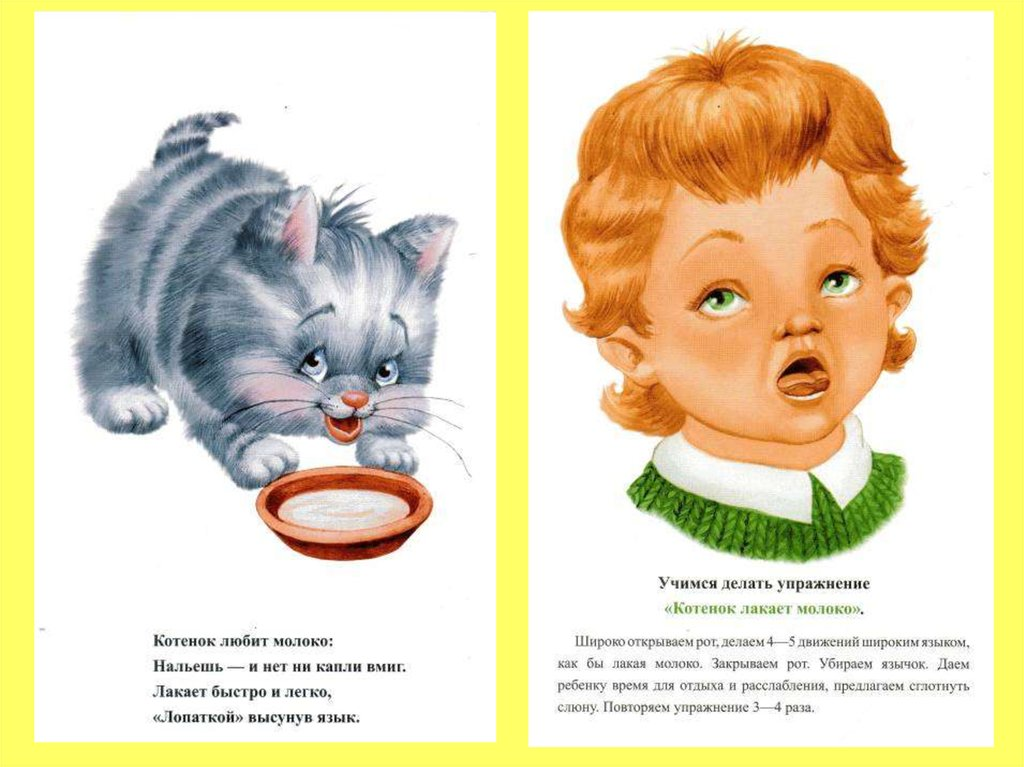 Котенок любит молоко:
Нальешь — и нет ни капли вмиг.
Лакает быстро и легко,
«Лопаткой» высунув язык.
Учимся делать упражнение
«Котенок лакает молоко».
Широко открываем рот, делаем 4—5 движений широким языком,
как бы лакая молоко. Закрываем рот. Убираем язычок. Даем
ребенку время для отдыха и расслабления, предлагаем сглотнуть
слюну. Повторяем упражнение 3—4 раза.